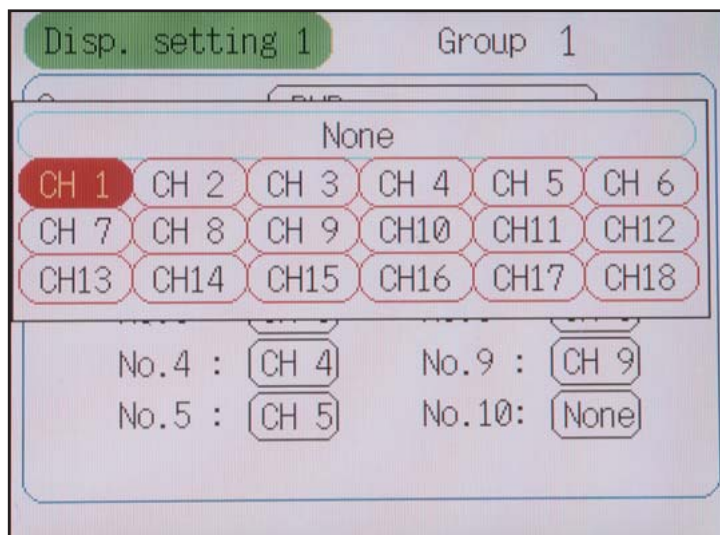 Disp. setting 1 Group 1
None
CH 1 CH 2 CH 3 CH 4 CH 5 CH 6
CH 7 CH 8 CH 9 CH10 CH11 CH12
CH13 CH14 CH15 CH16 CH17 CH18
No.4 : CH 4 No.9 : CH 9
No.5 : CH 5 No.10: None